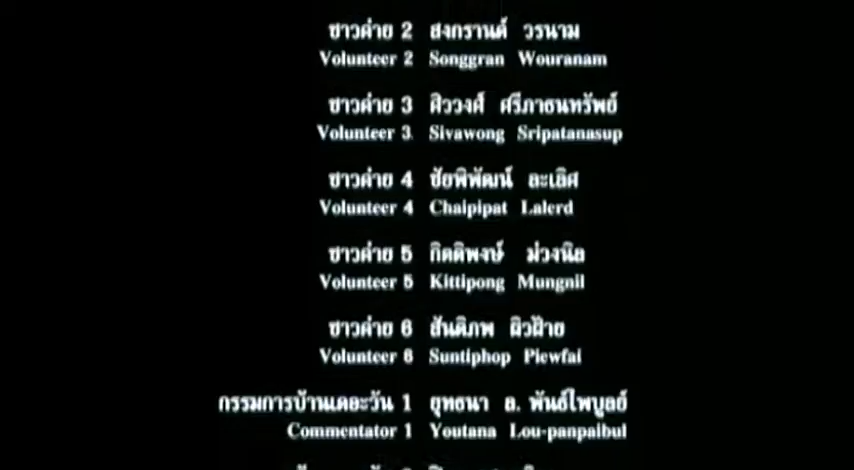 ชาวค่าย 2 สงกรานต์ วรนาม
Volunteer 2 Songgran Wouranam
ชาวค่าย 3 ศิววงศ์ ศรีภาธนทรัพย์
Volunteer 3 Sivawong Sripatanasup
ชาวค่าย 4 ชัยพิพัฒน์ ละเลิศ
Volunteer 4 Chaipipat Lalerd
ชาวค่าย 5 กิตติพงษ์ ม่วงนิล
Volunteer 5 Kittipong Mungnil
ชาวค่าย 6 สันติภพ ผิวฝ้าย
Volunteer 6 Suntiphop Piewfai
กรรมการบ้านเดอะวัน 1 ยุทธนา ล. พันธ์ไพบูลย์
Commentator 1 Youtana Lou-panpaibul